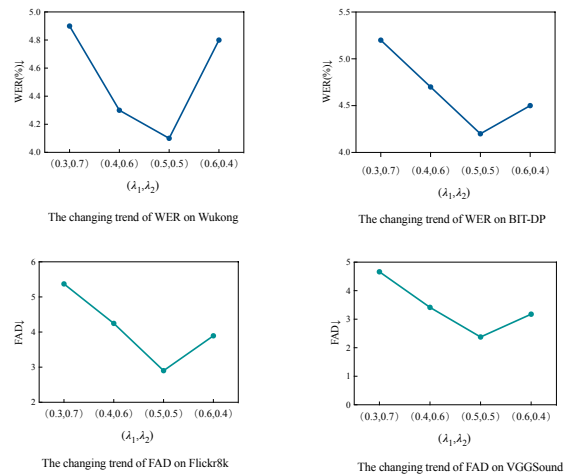 5.0
4.8
4.6
4.4
4.2
4.0
WER(%)↓
(0.3,0.7) (0.4,0.6) (0.5,0.5) (0.6,0.4)
(λ₁,λ₂)
The changing trend of WER on Wukong
5.5
5.0
4.5
4.0
WER(%)↓
(0.3,0.7) (0.4,0.6) (0.5,0.5) (0.6,0.4)
(λ₁,λ₂)
The changing trend of WER on BIT-DP
6
5
4
3
2
FAD↓
(0.3,0.7) (0.4,0.6) (0.5,0.5) (0.6,0.4)
(λ₁,λ₂)
The changing trend of FAD on Flickr8k
5
4
3
2
1
0
FAD↓
(0.3,0.7) (0.4,0.6) (0.5,0.5) (0.6,0.4)
(λ₁,λ₂)
The changing trend of FAD on VGGSound